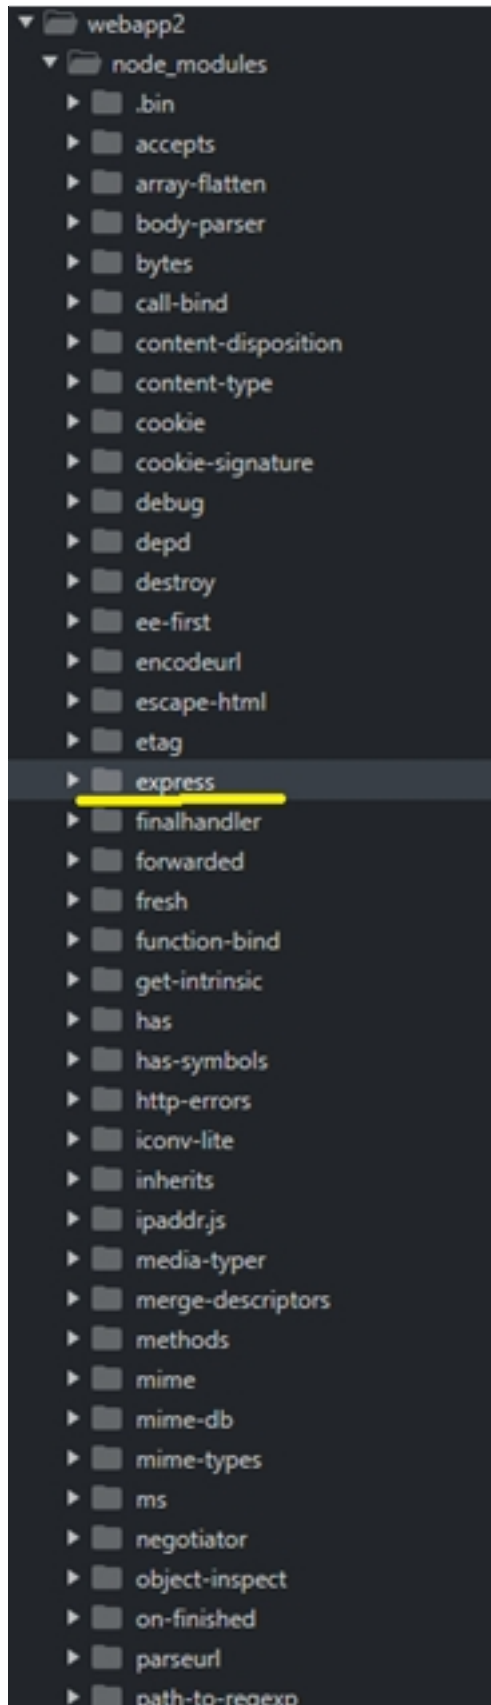 webapp2
node_modules
.bin
accepts
array-flatten
body-parser
bytes
call-bind
content-disposition
content-type
cookie
cookie-signature
debug
depd
destroy
ee-first
encodeurl
escape-html
etag
express
finalhandler
forwarded
fresh
function-bind
get-intrinsic
has
has-symbols
http-errors
iconv-lite
inherits
ipaddr.js
media-typer
merge-descriptors
methods
mime
mime-db
mime-types
ms
negotiator
object-inspect
on-finished
parseurl
path-to-regexp